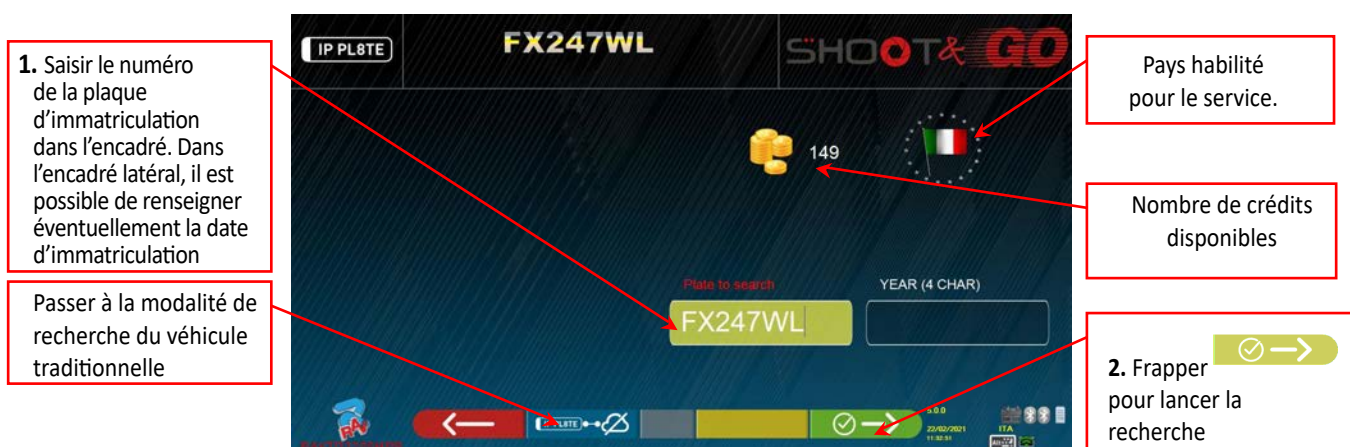 1. Saisir le numéro
de la plaque
d'immatriculation
dans l'encadré. Dans
l'encadré latéral, il est
possible de renseigner
éventuellement la date
d'immatriculation
Passer à la modalité de
recherche du véhicule
traditionnelle
IP PL8TE
FX247WL
SHOOT& GO
149
Plate to search
YEAR (4 CHAR)
FX247WL
5.0.0
22/02/2021
11:32:51
ITA
Pays habilité
pour le service.
Nombre de crédits
disponibles
2. Frapper
pour lancer la
recherche